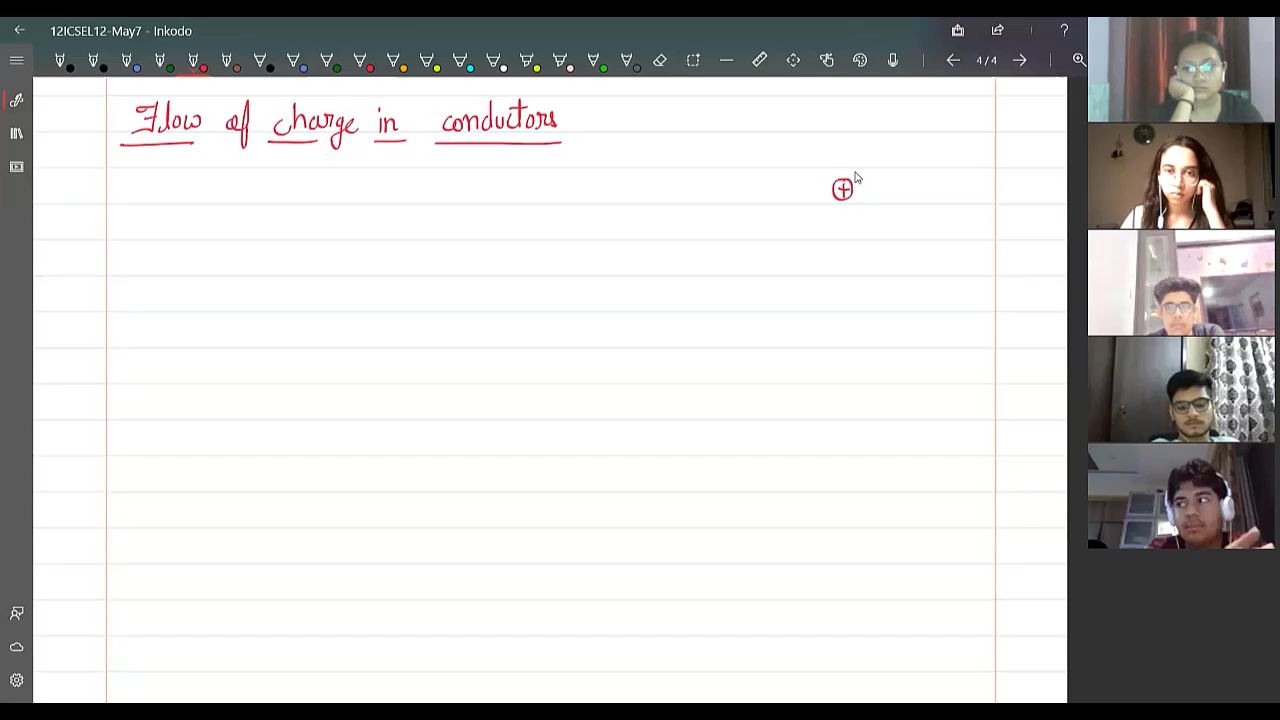 12ICSEL12-May7 - Inkodo
4/4
Flow of charge in conductors
+